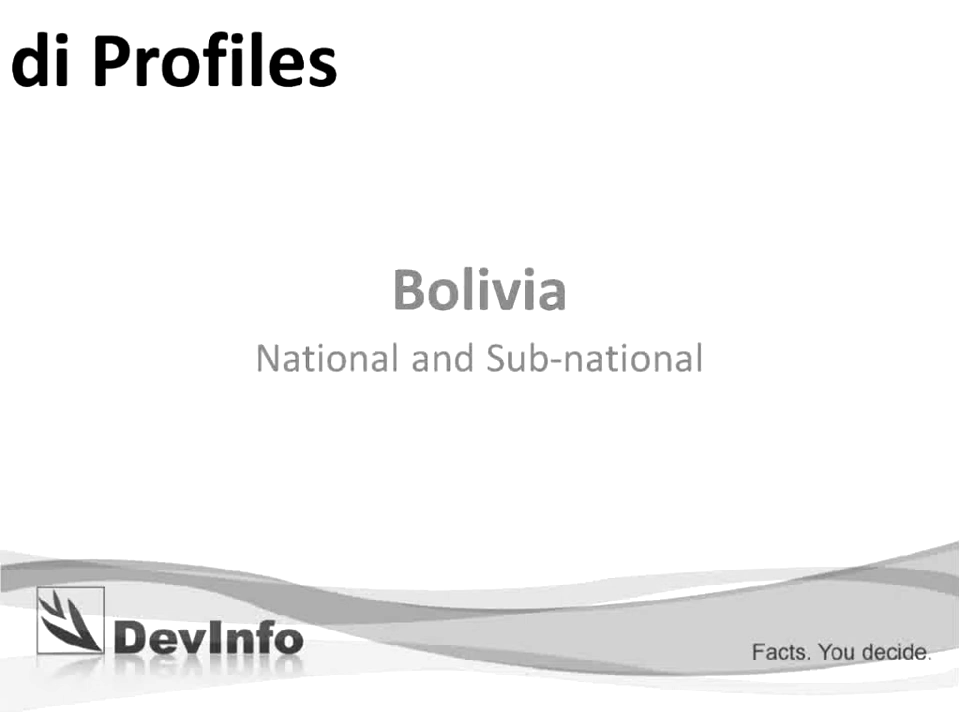 di Profiles
Bolivia
National and Sub-national
DevInfo
Facts. You decide.